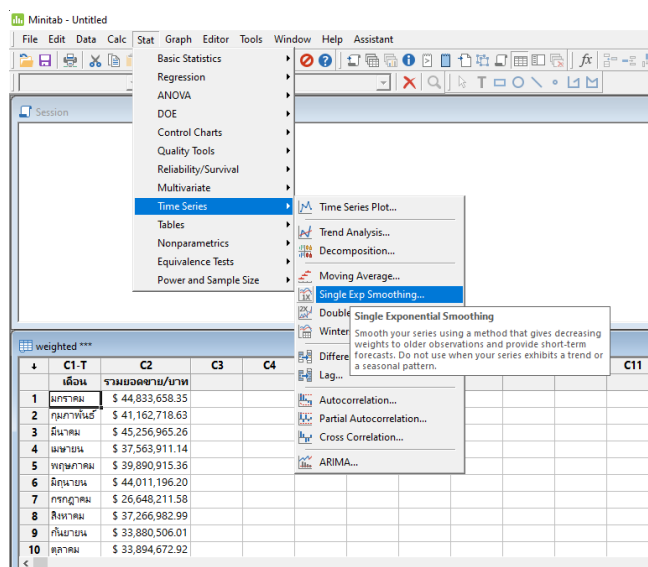 Minitab - Untitled
File Edit Data Calc Stat Graph Editor Tools Window Help Assistant
Session
Basic Statistics
Regression
ANOVA
DOE
Control Charts
Quality Tools
Reliability/Survival
Multivariate
Time Series
Tables
Nonparametrics
Equivalence Tests
Power and Sample Size
Time Series Plot...
Trend Analysis...
Decomposition...
Moving Average...
Single Exp Smoothing...
Double
Winter
Differe
Lag...
Autocorrelation...
Partial Autocorrelation...
Cross Correlation...
ARIMA...
Single Exponential Smoothing
Smooth your series using a method that gives decreasing
weights to older observations and provide short-term
forecasts. Do not use when your series exhibits a trend or
a seasonal pattern.
weighted ***
C1-T C2 C3 C4 C11
เดือน รวมยอดขาย/บาท
1 มกราคม $ 44,833,658.35
2 กุมภาพันธ์ $ 41,162,718.63
3 มีนาคม $ 45,256,965.26
4 เมษายน $ 37,563,911.14
5 พฤษภาคม $ 39,890,915.36
6 มิถุนายน $ 44,011,196.20
7 กรกฎาคม $ 26,648,211.58
8 สิงหาคม $ 37,266,982.99
9 กันยายน $ 33,880,506.01
10 ตุลาคม $ 33,894,672.92